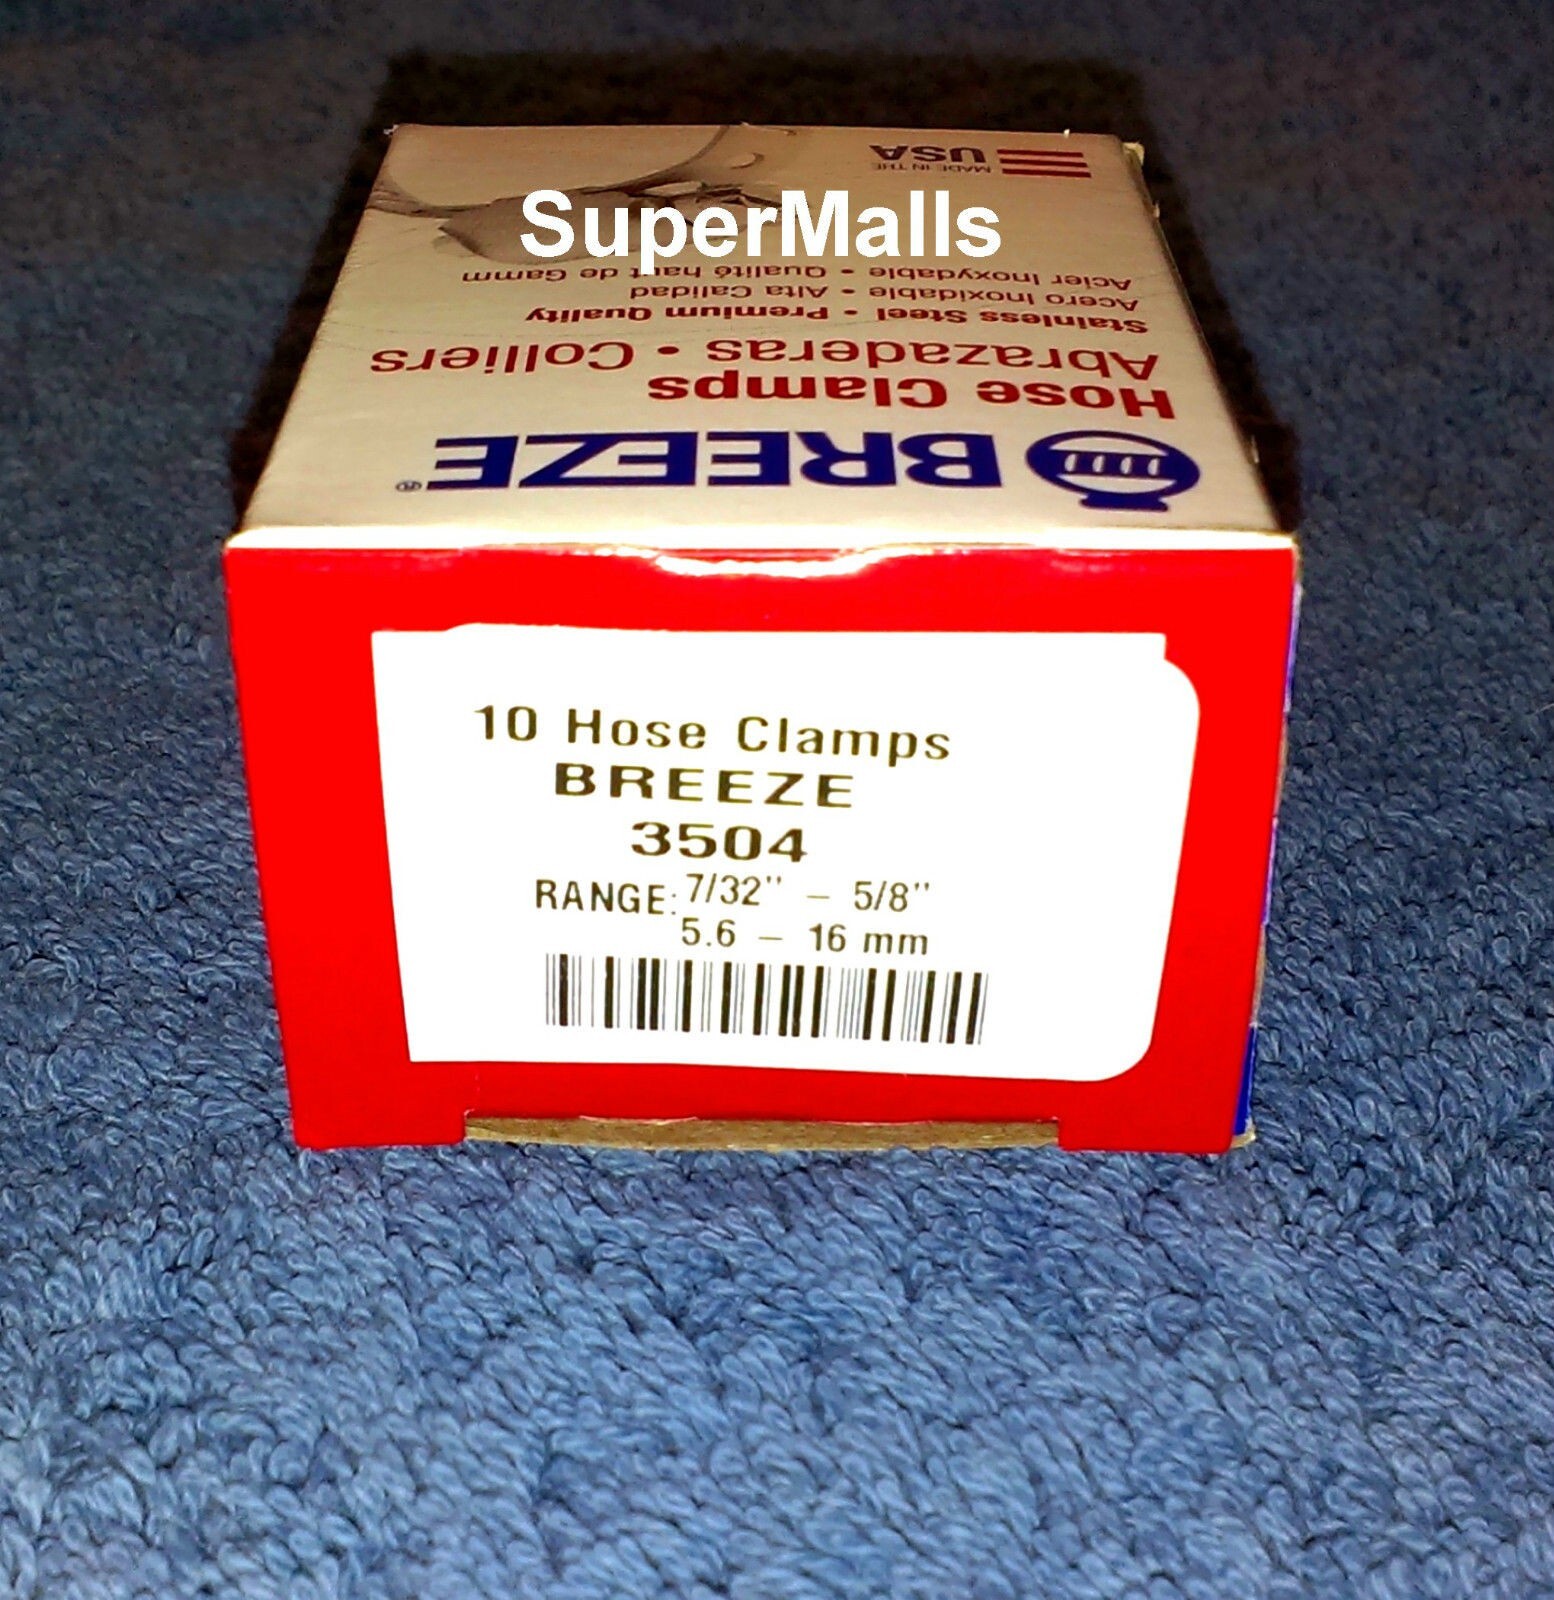 MADE IN THE
USA
SuperMalls
Acier Inoxydable • Qualité haut de Gamm
Acero Inoxidable • Alta Calidad
Stainless Steel • Premium Quality
Abrazaderas • Colliers
Hose Clamps
BREEZE®
10 Hose Clamps
BREEZE
3504
RANGE: 7/32" – 5/8"
5.6 – 16 mm